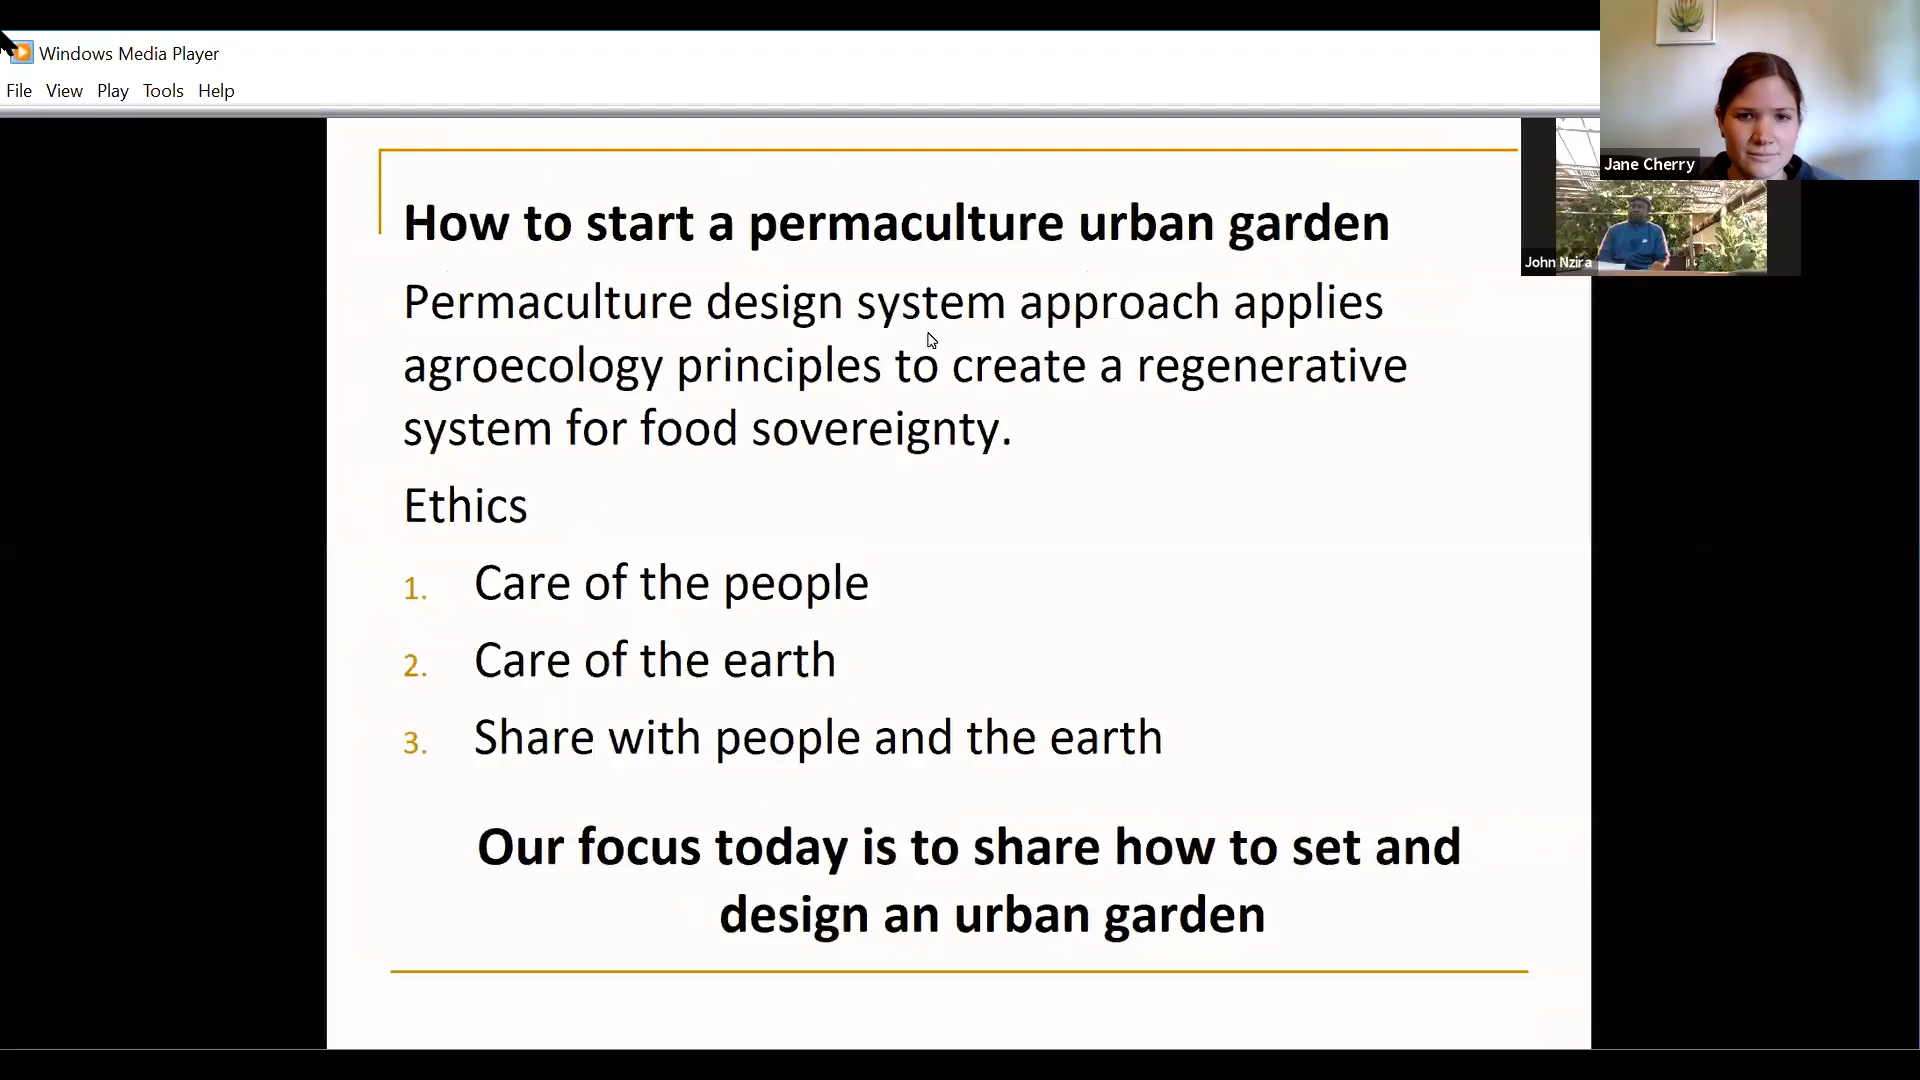 Windows Media Player
File View Play Tools Help
Jane Cherry
John Nzira
How to start a permaculture urban garden
Permaculture design system approach applies
agroecology principles to create a regenerative
system for food sovereignty.
Ethics
1. Care of the people
2. Care of the earth
3. Share with people and the earth
Our focus today is to share how to set and
design an urban garden